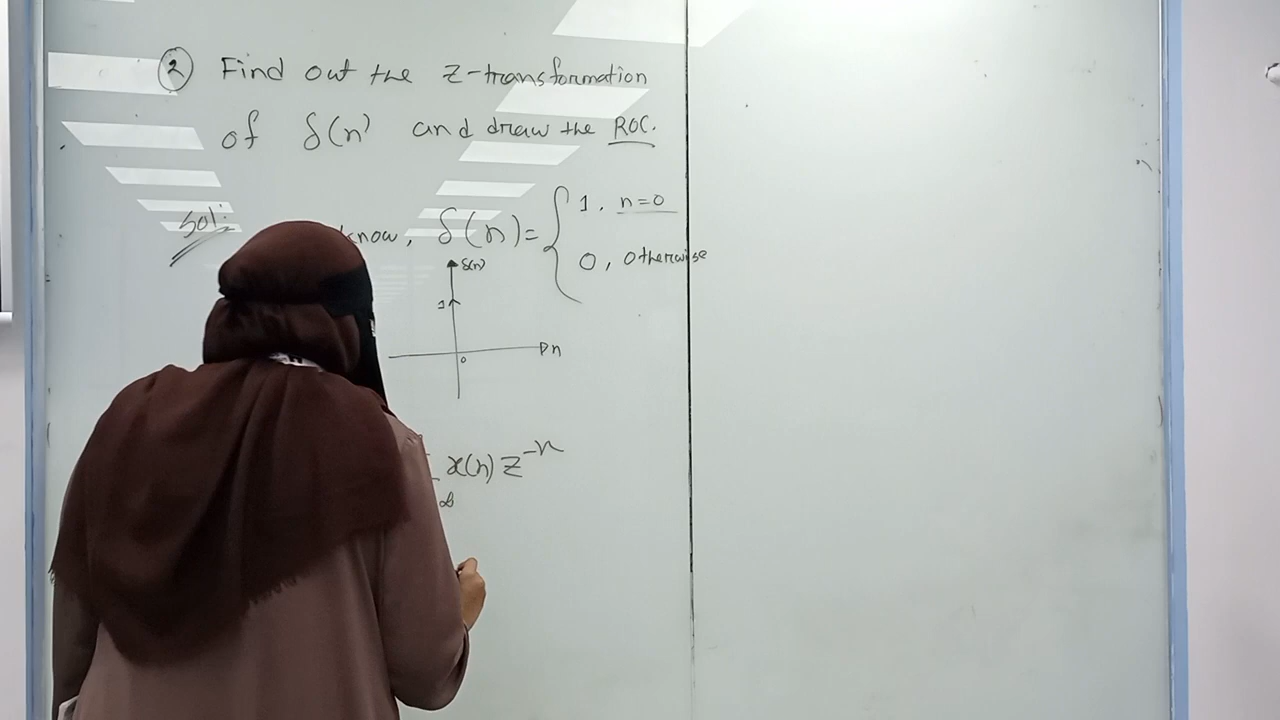 2 Find out the Z-transformation
of δ(n) and draw the ROC.
Sol: know, δ(n) = { 1, n=0
0, otherwise
δ(n)
1
n
0
x(n) z^-n
∞